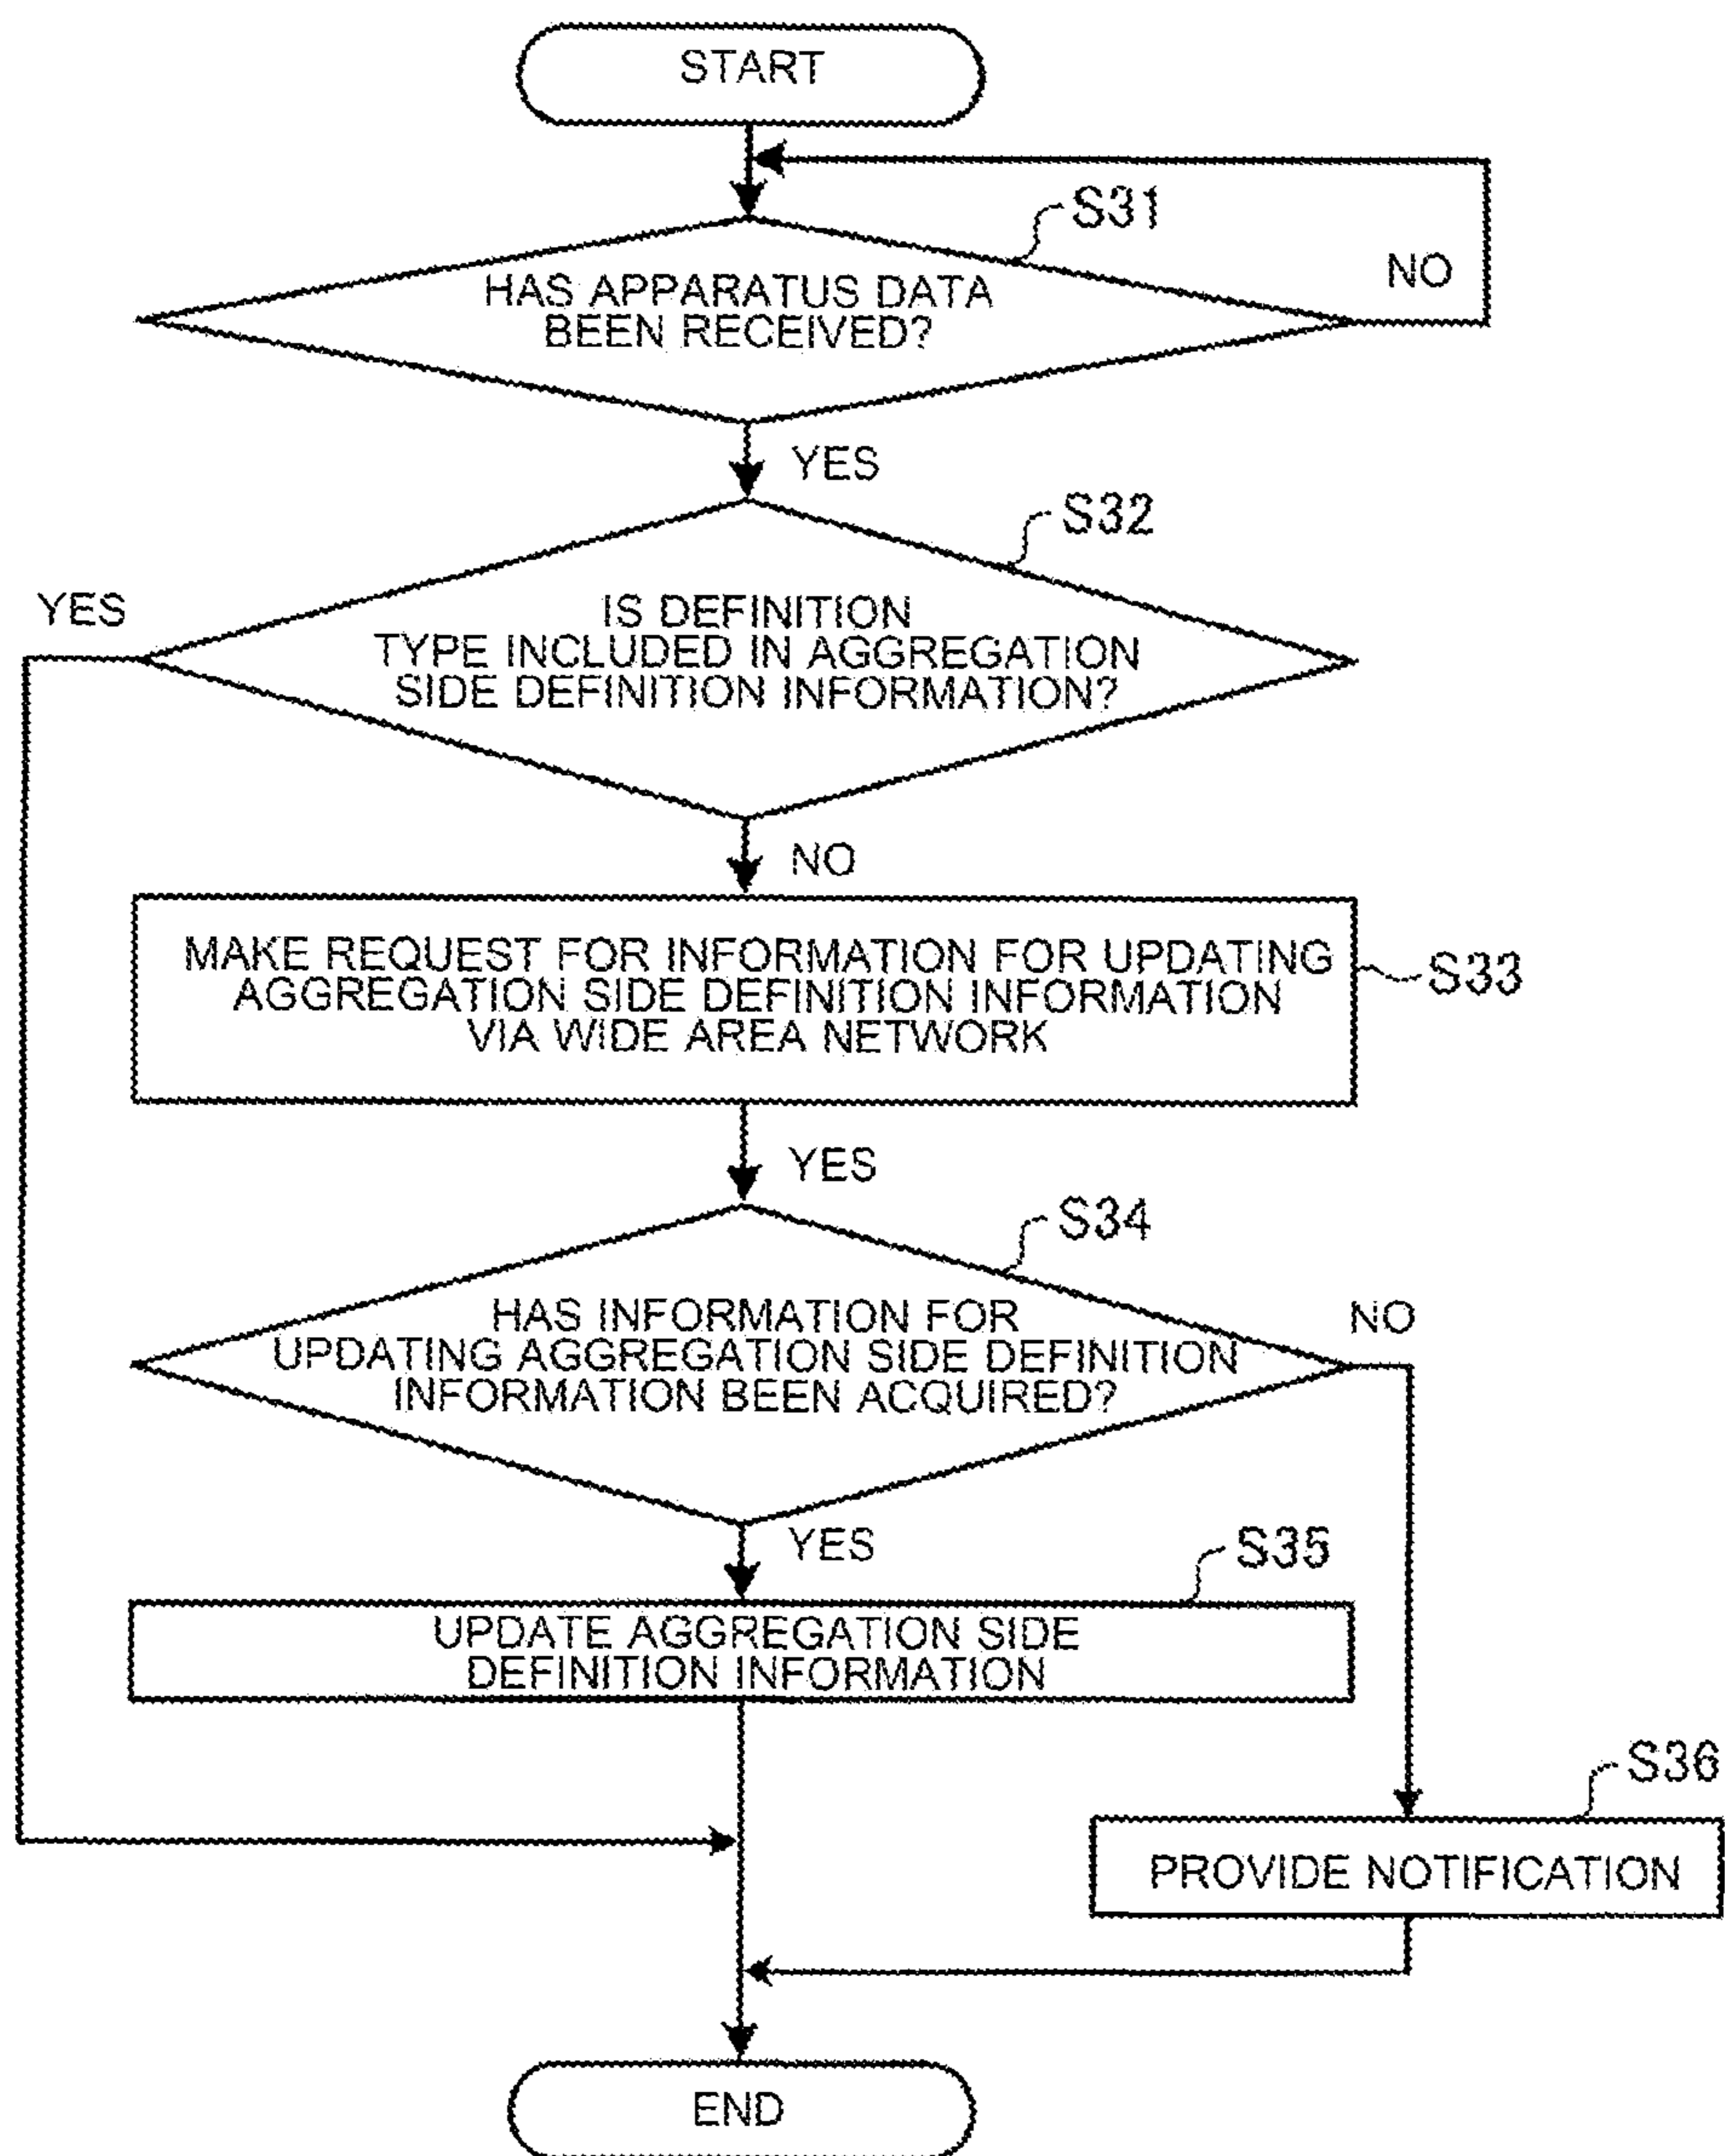 START
S31
HAS APPARATUS DATA
BEEN RECEIVED?
NO
YES
S32
YES
IS DEFINITION
TYPE INCLUDED IN AGGREGATION
SIDE DEFINITION INFORMATION?
NO
MAKE REQUEST FOR INFORMATION FOR UPDATING
AGGREGATION SIDE DEFINITION INFORMATION
VIA WIDE AREA NETWORK
S33
YES
S34
HAS INFORMATION FOR
UPDATING AGGREGATION SIDE DEFINITION
INFORMATION BEEN ACQUIRED?
NO
YES
S35
UPDATE AGGREGATION SIDE
DEFINITION INFORMATION
S36
PROVIDE NOTIFICATION
END